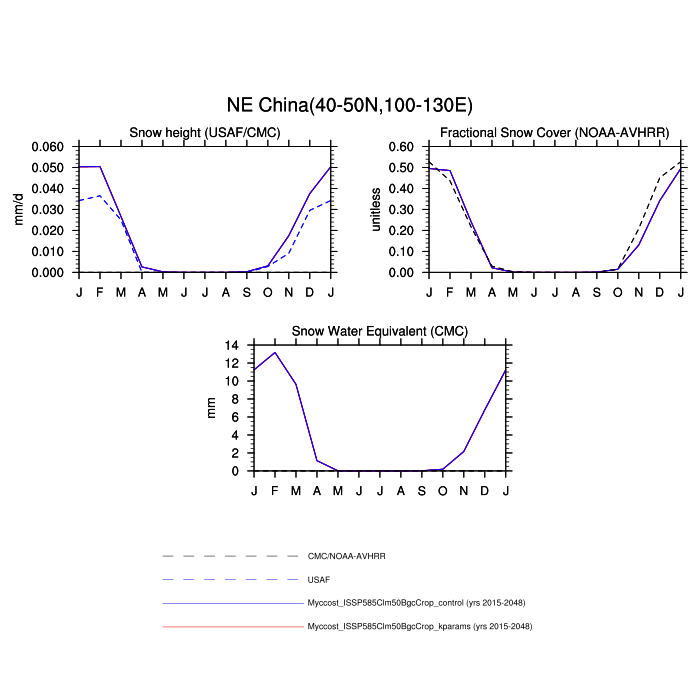 NE China(40-50N,100-130E)
Snow height (USAF/CMC)
0.060
0.050
0.040
0.030
0.020
0.010
0.000
mm/d
J F M A M J J A S O N D J
Fractional Snow Cover (NOAA-AVHRR)
0.60
0.50
0.40
0.30
0.20
0.10
0.00
unitless
J F M A M J J A S O N D J
Snow Water Equivalent (CMC)
14
12
10
8
6
4
2
0
mm
J F M A M J J A S O N D J
CMC/NOAA-AVHRR
USAF
Myccost_ISSP585Clm50BgcCrop_control (yrs 2015-2048)
Myccost_ISSP585Clm50BgcCrop_kparams (yrs 2015-2048)